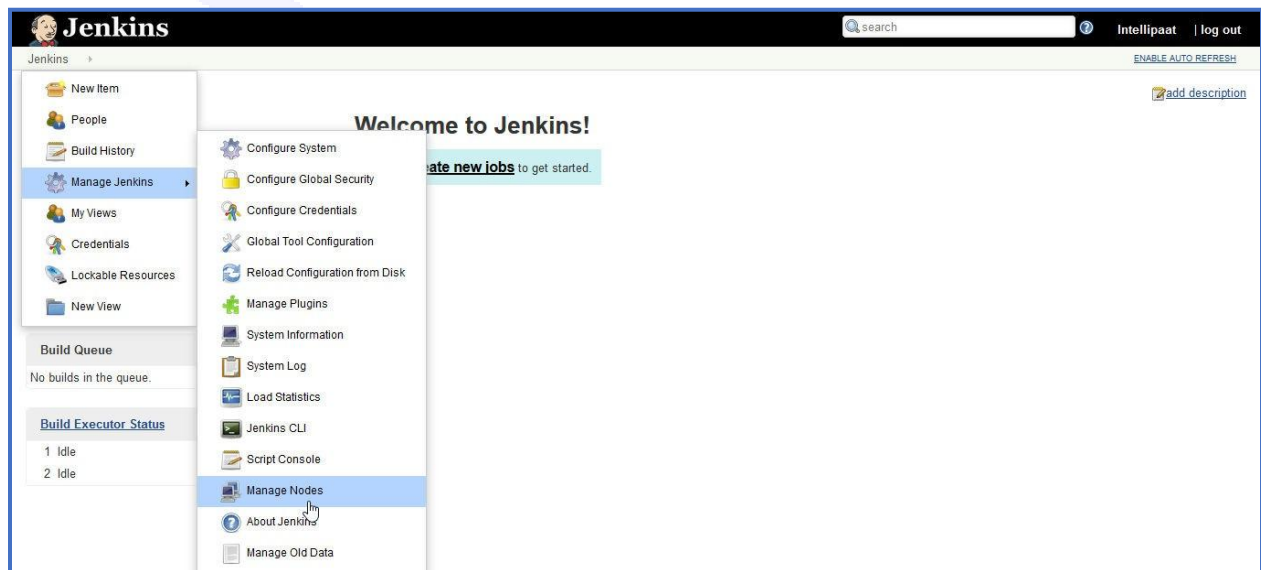 Jenkins
search
Intellipaat | log out
Jenkins
ENABLE AUTO REFRESH
New Item
People
Build History
Manage Jenkins
My Views
Credentials
Lockable Resources
New View
add description
Welcome to Jenkins!
eate new jobs to get started.
Configure System
Configure Global Security
Configure Credentials
Global Tool Configuration
Reload Configuration from Disk
Manage Plugins
System Information
System Log
Load Statistics
Jenkins CLI
Script Console
Manage Nodes
About Jenkins
Manage Old Data
Build Queue
No builds in the queue.
Build Executor Status
1 Idle
2 Idle